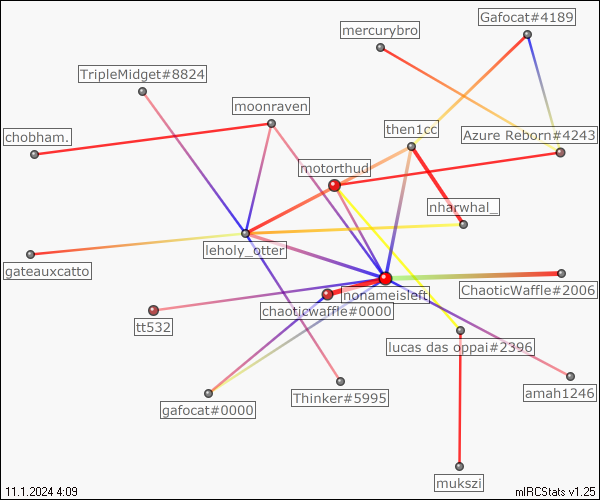 Gafocat#4189
mercurybro
TripleMidget#8824
moonraven
then1cc
chobham.
Azure Reborn#4243
motorthud
nharwhal_
leholy_otter
gateauxcatto
ChaoticWaffle#2006
nonameisleft
chaoticwaffle#0000
tt532
lucas das oppai#2396
amah1246
Thinker#5995
gafocat#0000
mukszi
11.1.2024 4:09
mIRCStats v1.25